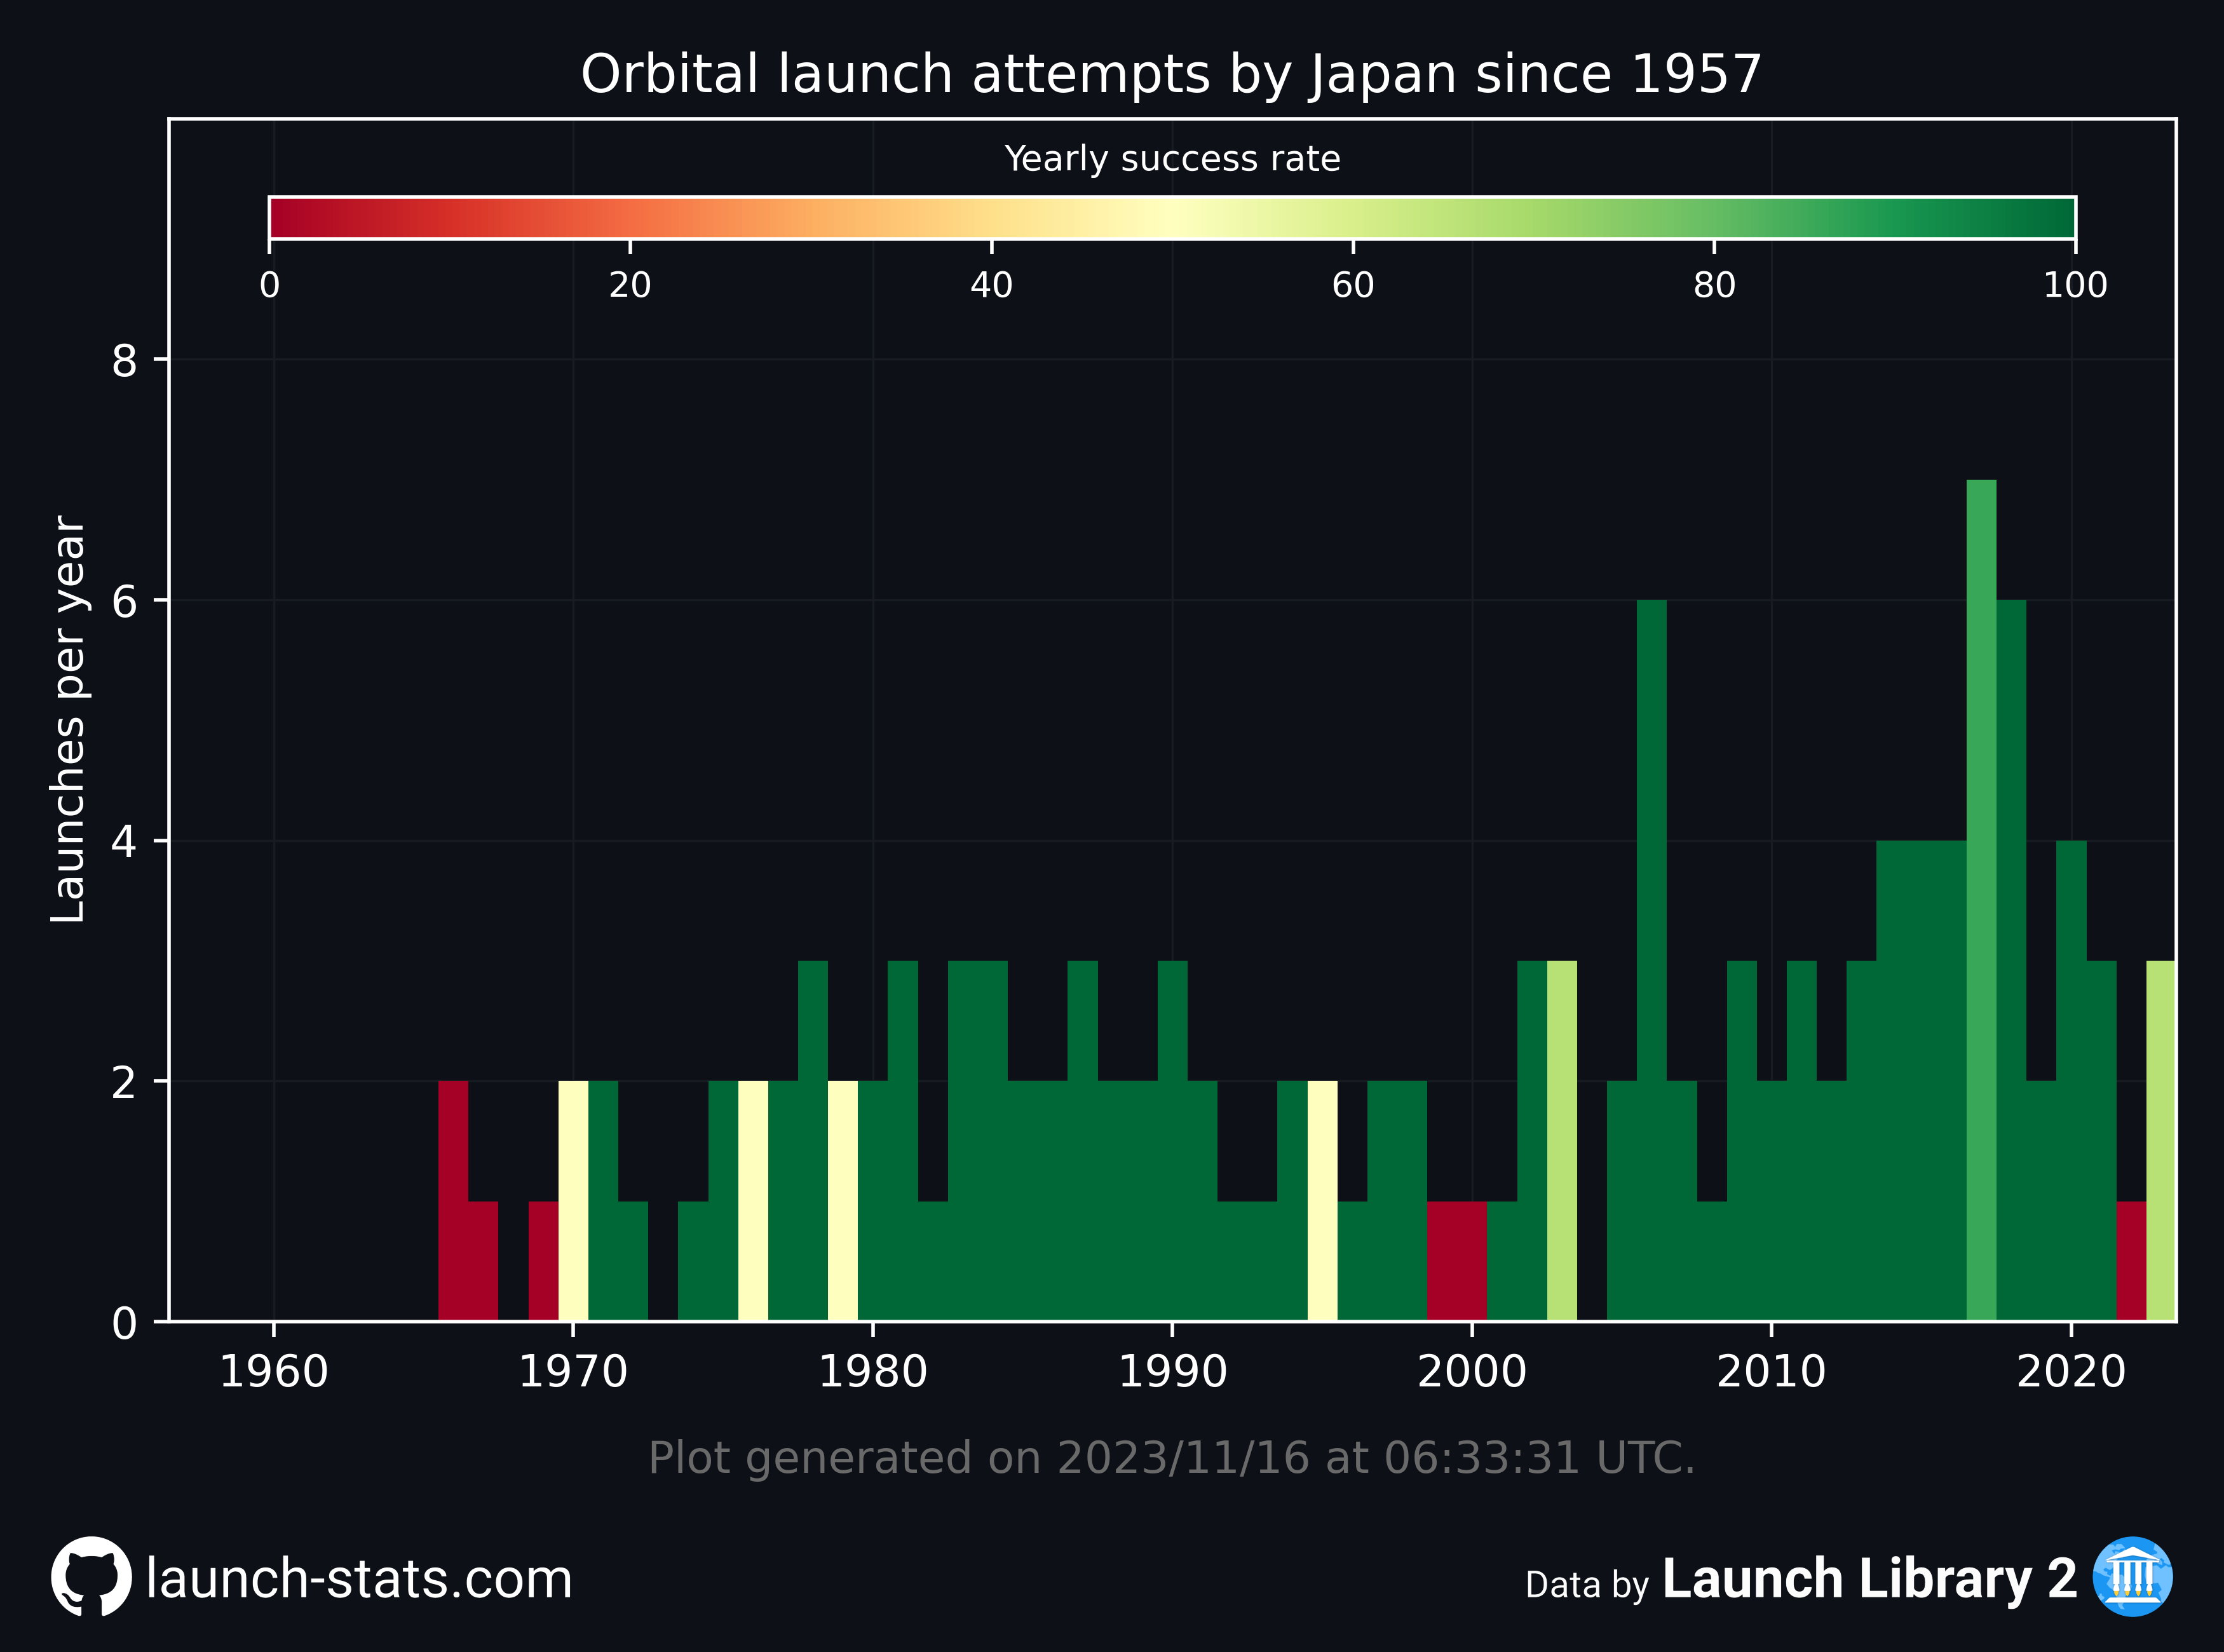 Orbital launch attempts by Japan since 1957
Yearly success rate
0 20 40 60 80 100
Launches per year
8
6
4
2
0
1960 1970 1980 1990 2000 2010 2020
Plot generated on 2023/11/16 at 06:33:31 UTC.
launch-stats.com
Data by Launch Library 2